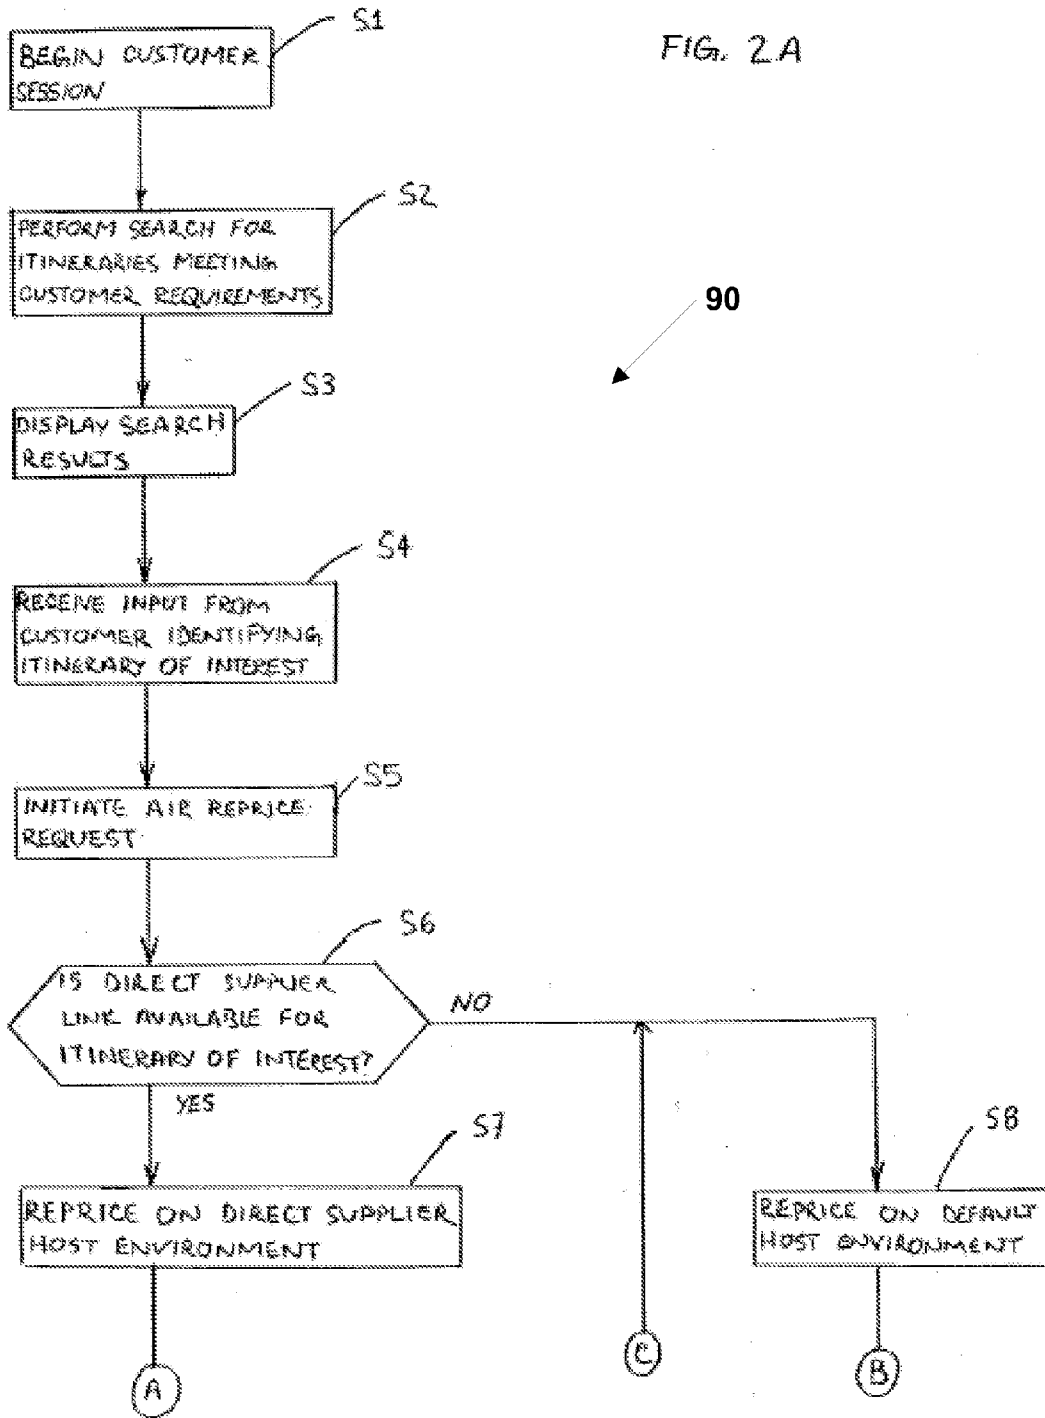 S1
FIG. 2A
BEGIN CUSTOMER
SESSION
S2
PERFORM SEARCH FOR
ITINERARIES MEETING
CUSTOMER REQUIREMENTS
90
S3
DISPLAY SEARCH
RESULTS
S4
RECEIVE INPUT FROM
CUSTOMER IDENTIFYING
ITINERARY OF INTEREST
S5
INITIATE AIR REPRICE
REQUEST
S6
IS DIRECT SUPPLIER
LINK AVAILABLE FOR
ITINERARY OF INTEREST?
NO
YES
S7
REPRICE ON DIRECT SUPPLIER
HOST ENVIRONMENT
S8
REPRICE ON DEFAULT
HOST ENVIRONMENT
A
C
B